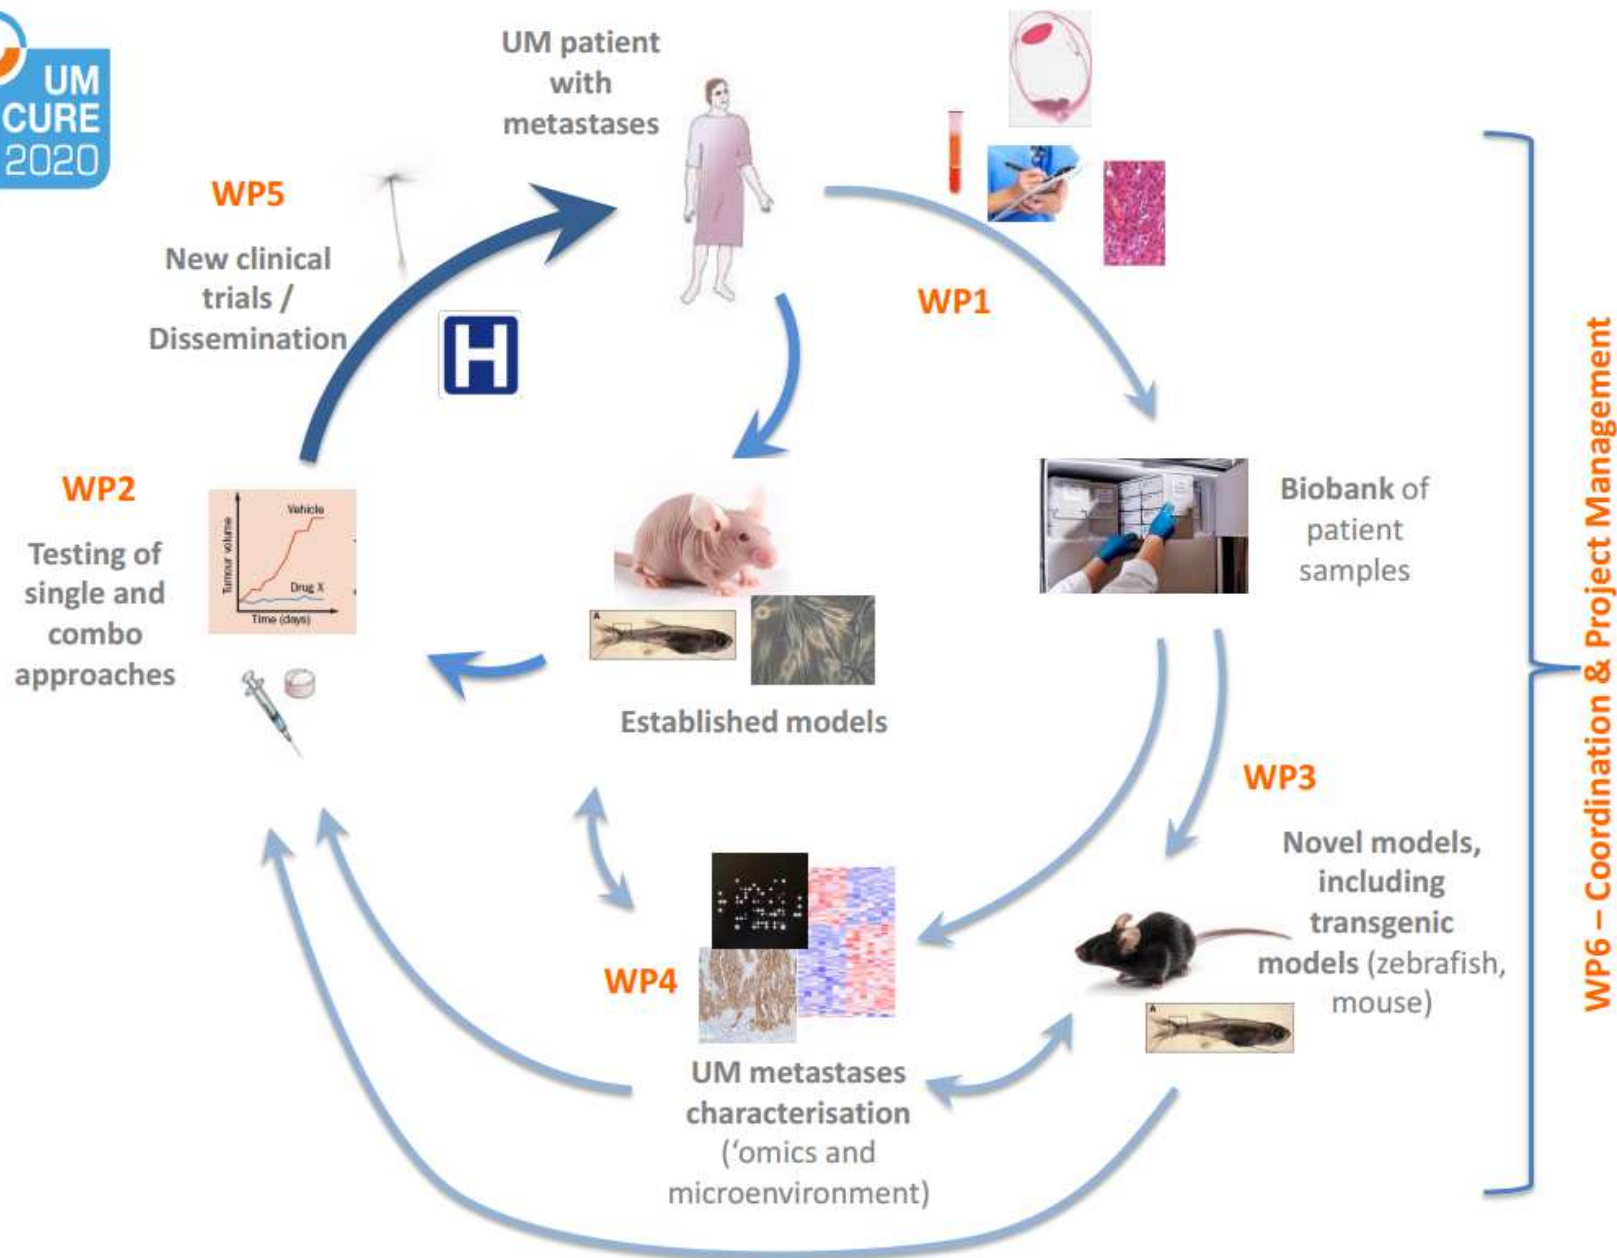 UM
CURE
2020
UM patient
with
metastases
WP5
New clinical
trials /
Dissemination
H
WP1
WP2
Testing of
single and
combo
approaches
Tumour volume
Vehicle
Drug X
Time (days)
A
Established models
Biobank of
patient
samples
WP3
Novel models,
including
transgenic
models (zebrafish,
mouse)
A
WP4
UM metastases
characterisation
(‘omics and
microenvironment)
WP6 – Coordination & Project Management